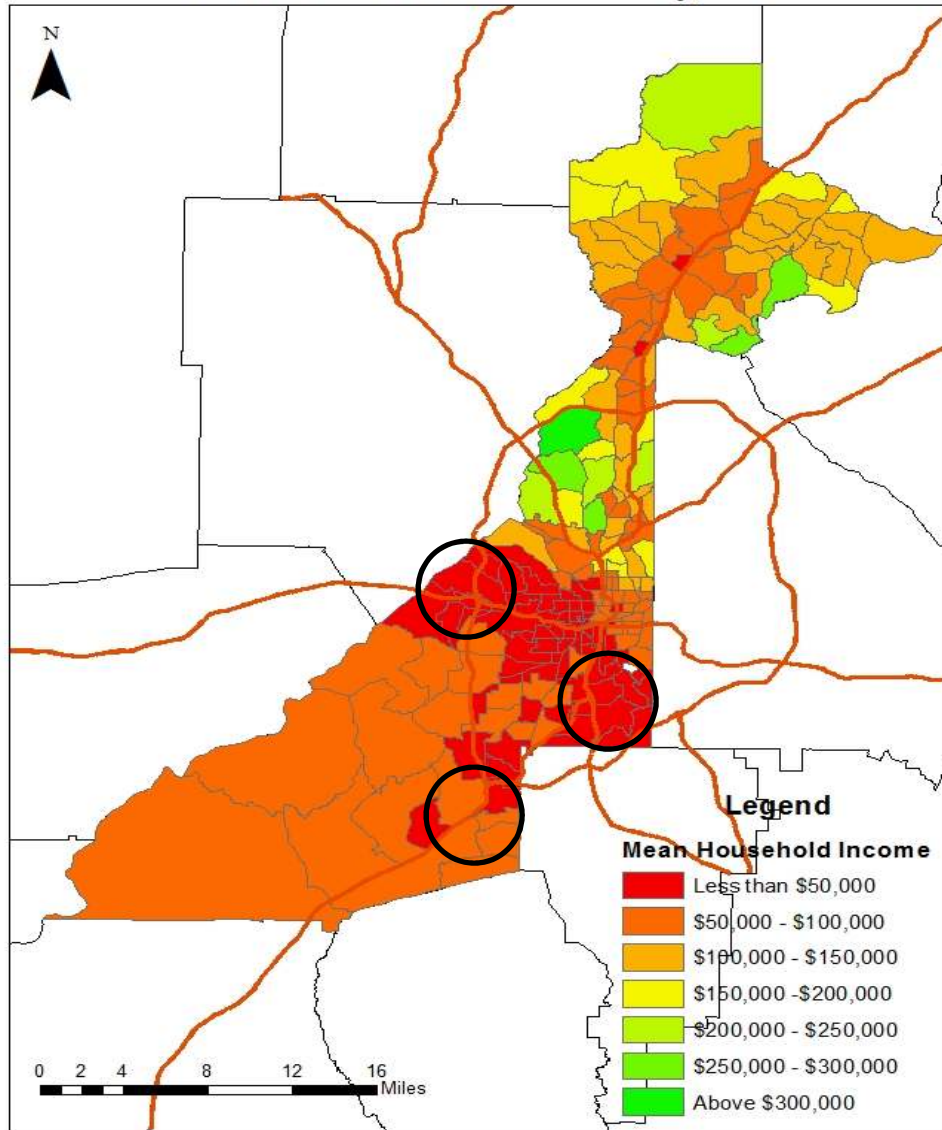 N
Legend
Mean Household Income
Less than $50,000
$50,000 - $100,000
$100,000 - $150,000
$150,000 -$200,000
$200,000 - $250,000
$250,000 - $300,000
Above $300,000
0 2 4 8 12 16
Miles